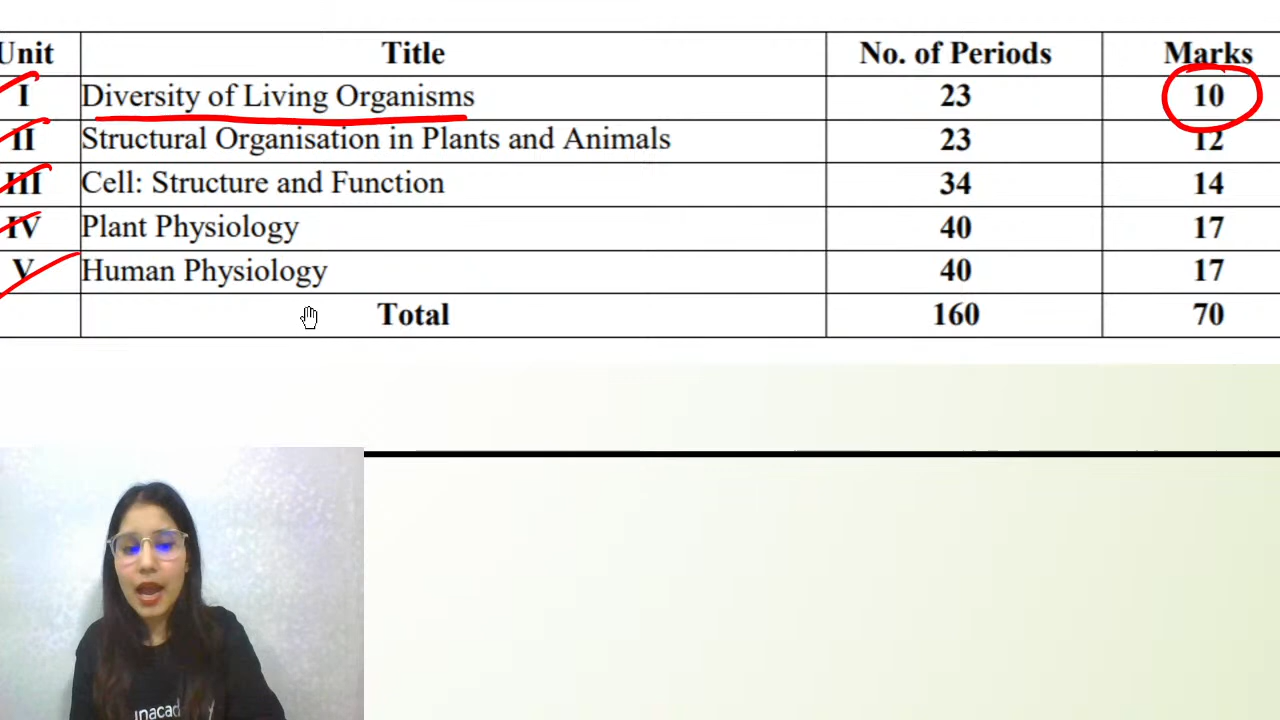 Unit Title No. of Periods Marks
I Diversity of Living Organisms 23 10
II Structural Organisation in Plants and Animals 23 12
III Cell: Structure and Function 34 14
IV Plant Physiology 40 17
V Human Physiology 40 17
Total 160 70